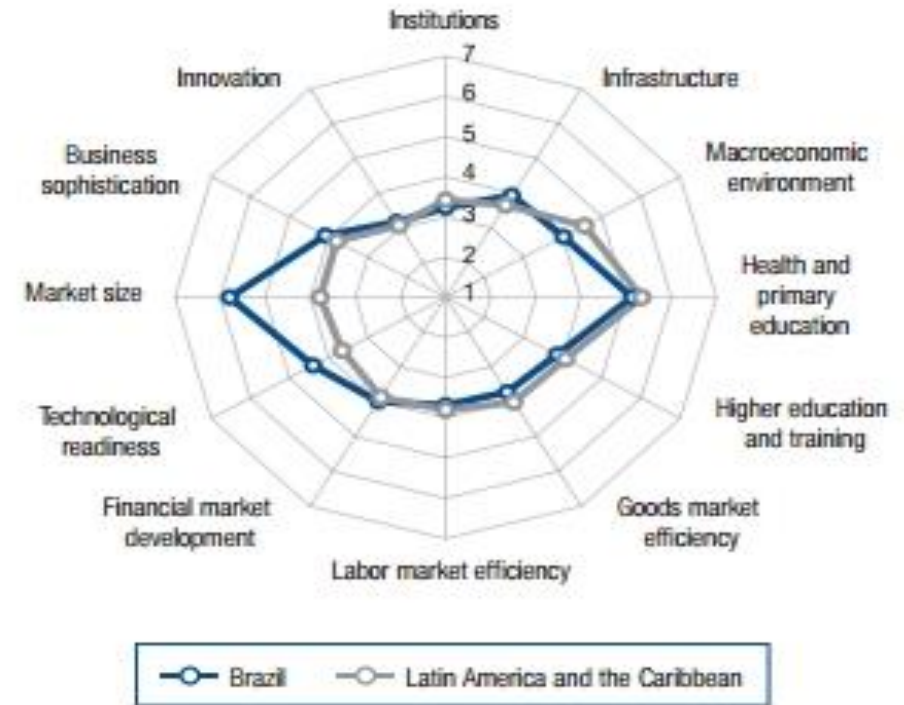 Institutions
7
6
5
4
3
2
1
Infrastructure
Macroeconomic
environment
Health and
primary
education
Higher education
and training
Goods market
efficiency
Labor market efficiency
Financial market
development
Technological
readiness
Market size
Business
sophistication
Innovation
Brazil
Latin America and the Caribbean